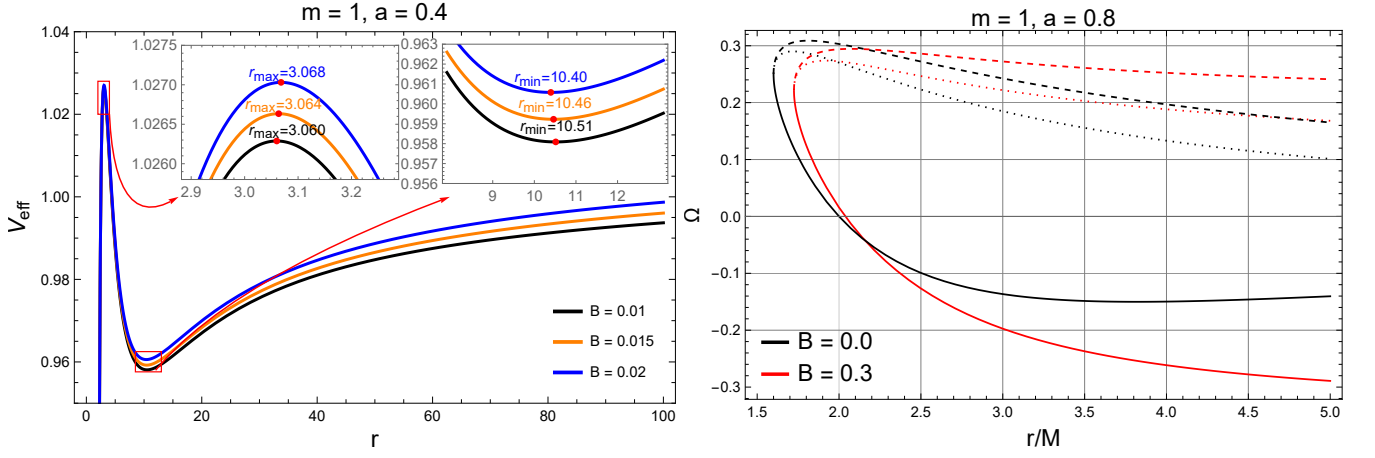 m = 1, a = 0.4
1.04
1.02
1.00
0.98
0.96
V_eff
0
20
40
60
80
100
r
1.0275
1.0270
1.0265
1.0260
2.9
3.0
3.1
3.2
r_max=3.068
r_max=3.064
r_max=3.060
0.963
0.962
0.961
0.960
0.959
0.958
0.957
0.956
9
10
11
12
r_min=10.40
r_min=10.46
r_min=10.51
B = 0.01
B = 0.015
B = 0.02
m = 1, a = 0.8
0.3
0.2
0.1
0.0
−0.1
−0.2
−0.3
Ω
1.5
2.0
2.5
3.0
3.5
4.0
4.5
5.0
r/M
B = 0.0
B = 0.3